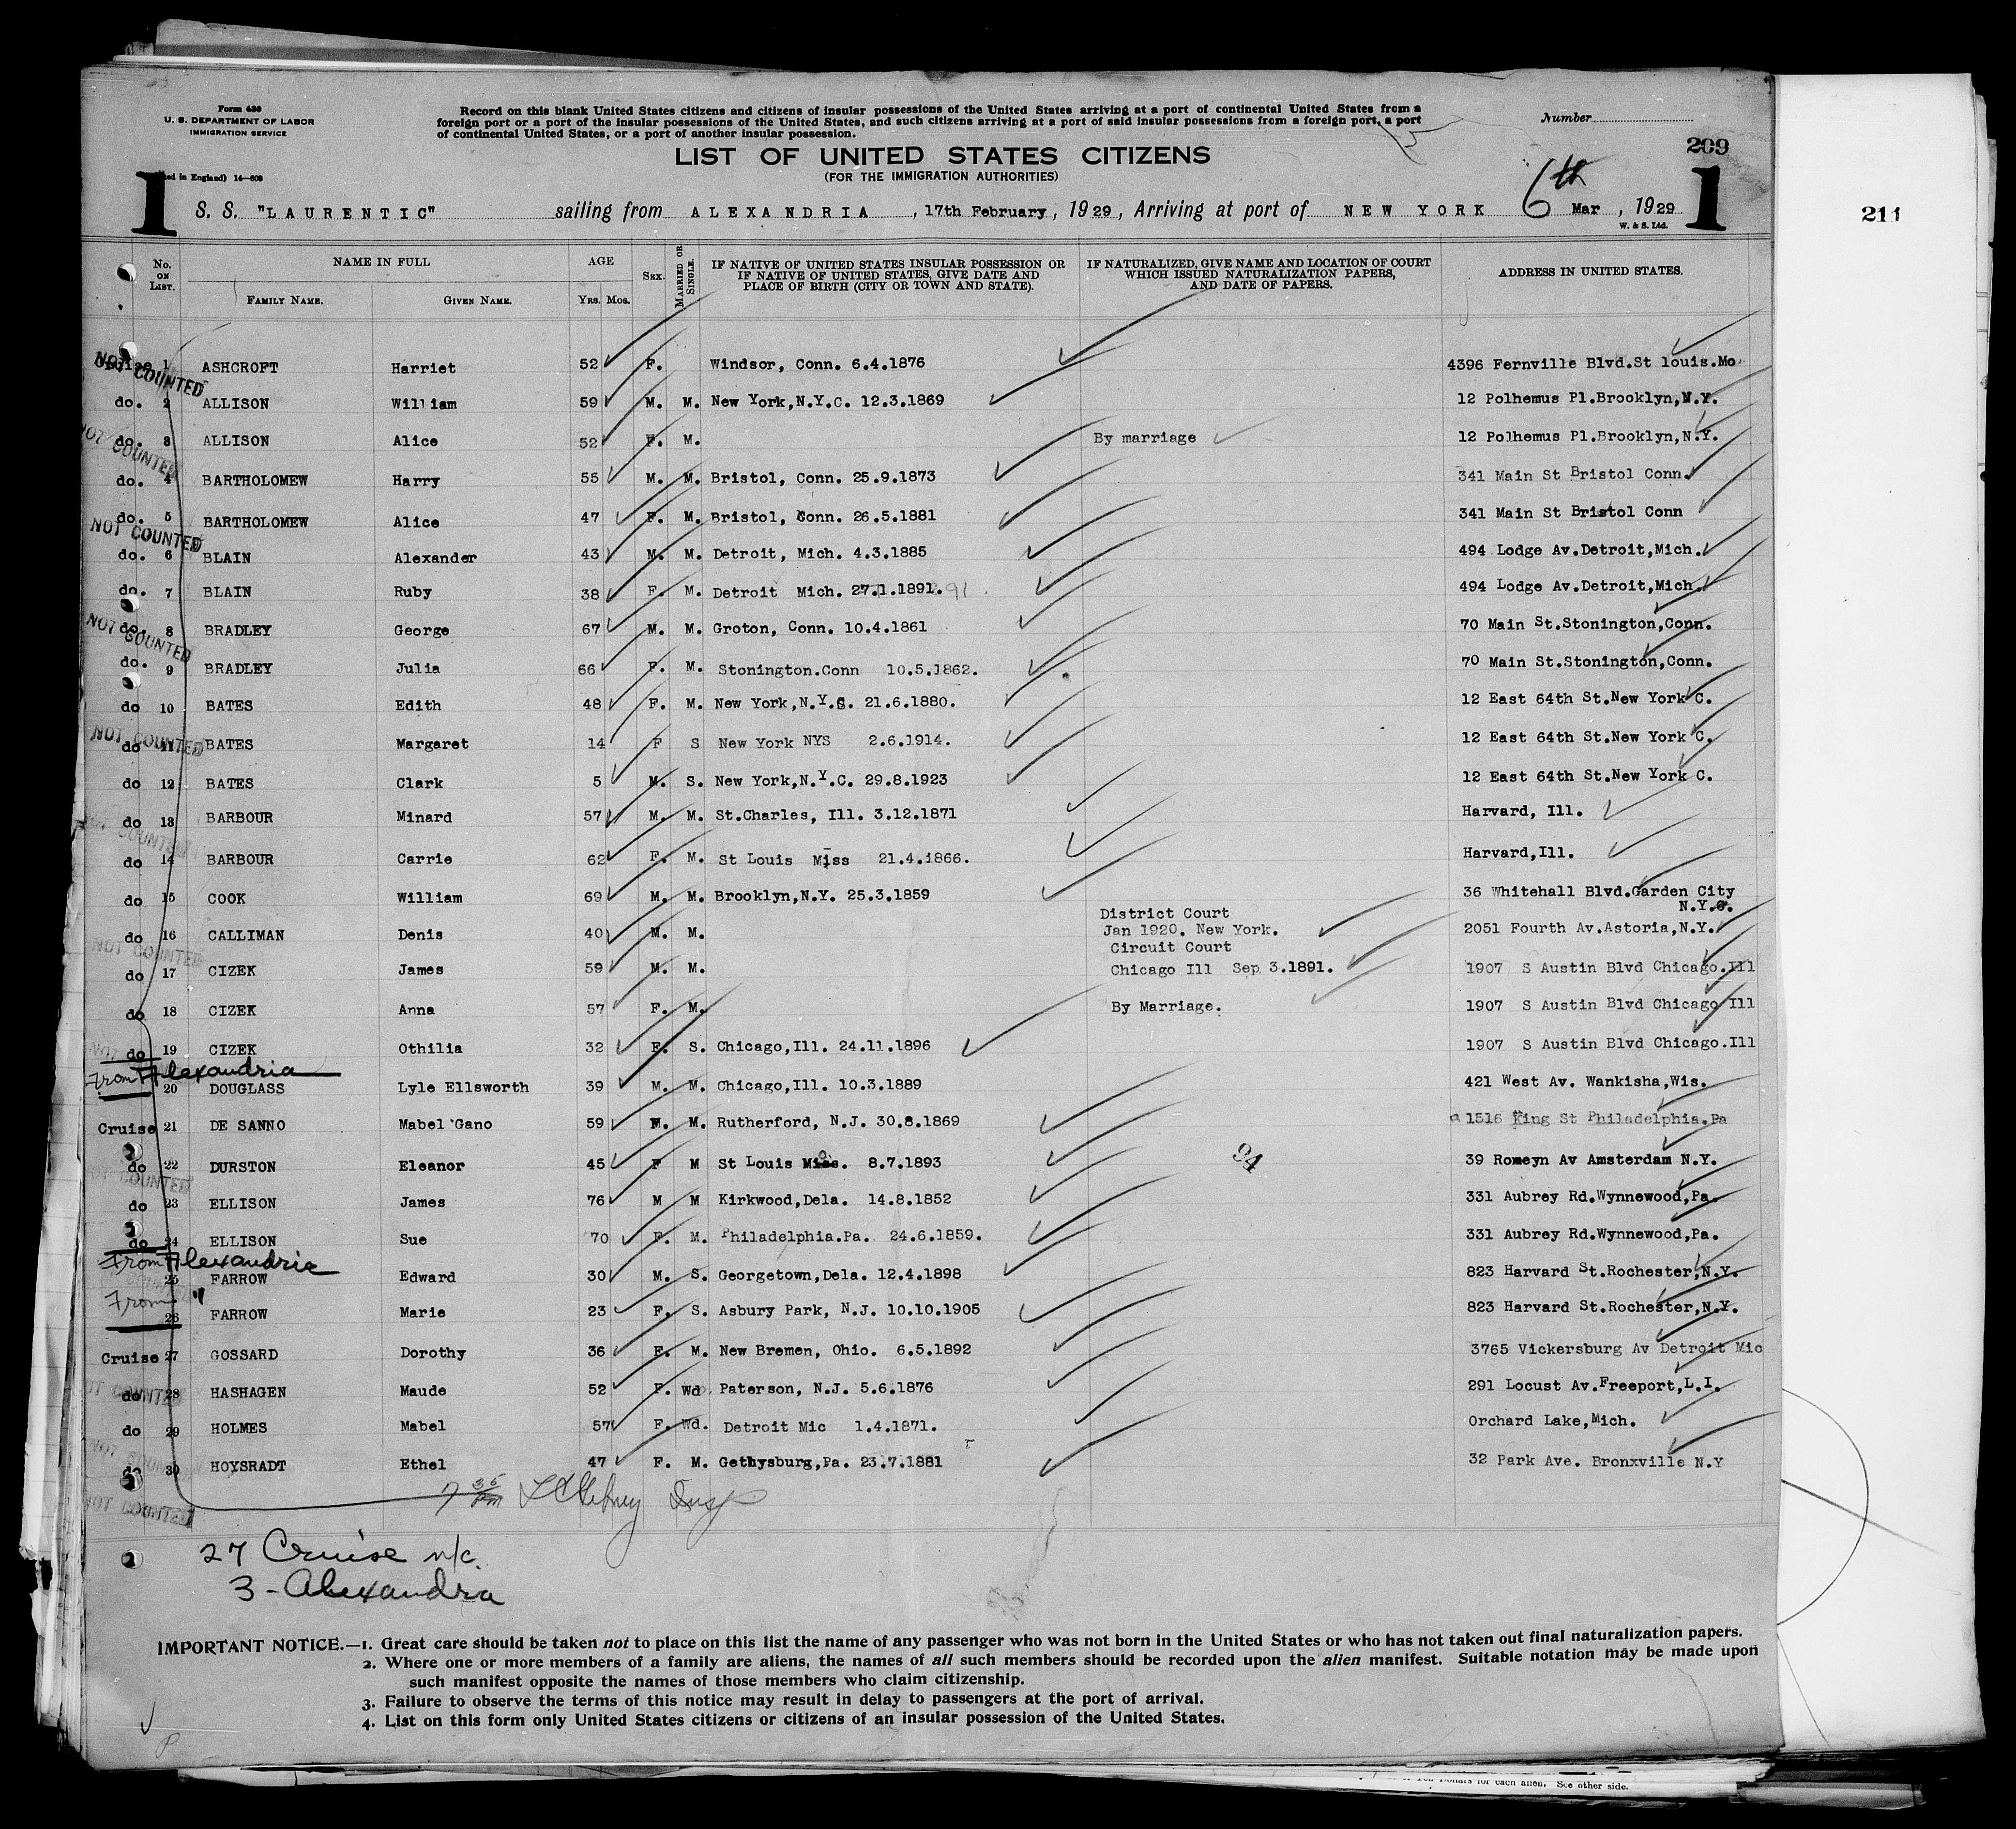 Form 630
U. S. DEPARTMENT OF LABOR
IMMIGRATION SERVICE
Record on this blank United States citizens and citizens of insular possessions of the United States arriving at a port of continental United States from a
foreign port or a port of the insular possessions of the United States, and such citizens arriving at a port of said insular possessions from a foreign port, a port
of continental United States, or a port of another insular possession.
Number
209
211
LIST OF UNITED STATES CITIZENS
(FOR THE IMMIGRATION AUTHORITIES)
ed in England) 14—608
1 S. S. "LAURENTIC" sailing from ALEXANDRIA, 17th February, 1929, Arriving at port of NEW YORK 6th Mar, 1929 1
W. & S. Ltd.
No. ON LIST. NAME IN FULL AGE SEX. MARRIED OR SINGLE. IF NATIVE OF UNITED STATES INSULAR POSSESSION OR IF NATIVE OF UNITED STATES, GIVE DATE AND PLACE OF BIRTH (CITY OR TOWN AND STATE). IF NATURALIZED, GIVE NAME AND LOCATION OF COURT WHICH ISSUED NATURALIZATION PAPERS, AND DATE OF PAPERS. ADDRESS IN UNITED STATES.
FAMILY NAME. GIVEN NAME. YRS. MOS.
1 ASHCROFT Harriet 52 F. Windsor, Conn. 6.4.1876 4396 Fernville Blvd.St louis.Mo
NOT COUNTED
do. 2 ALLISON William 59 M. M. New York,N.Y.C. 12.3.1869 12 Polhemus Pl.Brooklyn,N.Y.
do. 3 ALLISON Alice 52 F. M. By marriage 12 Polhemus Pl.Brooklyn,N.Y.
NOT COUNTED
do. 4 BARTHOLOMEW Harry 55 M. M. Bristol, Conn. 25.9.1873 341 Main St Bristol Conn.
do. 5 BARTHOLOMEW Alice 47 F. M. Bristol, Conn. 26.5.1881 341 Main St Bristol Conn
NOT COUNTED
do. 6 BLAIN Alexander 43 M. M. Detroit, Mich. 4.3.1885 494 Lodge Av.Detroit,Mich.
do. 7 BLAIN Ruby 38 F. M. Detroit Mich. 27.1.1891. 91 494 Lodge Av.Detroit,Mich.
do. 8 BRADLEY George 67 M. M. Groton, Conn. 10.4.1861 70 Main St.Stonington,Conn.
NOT COUNTED
do. 9 BRADLEY Julia 66 F. M. Stonington.Conn 10.5.1862. 70 Main St.Stonington,Conn.
do 10 BATES Edith 48 F. M. New York,N.Y.C. 21.6.1880. 12 East 64th St.New York C.
NOT COUNTED
do 11 BATES Margaret 14 F S New York NYS 2.6.1914. 12 East 64th St.New York C.
do 12 BATES Clark 5 M. S. New York,N.Y.C. 29.8.1923 12 East 64th St.New York C.
do 13 BARBOUR Minard 57 M. M. St.Charles, Ill. 3.12.1871 Harvard, Ill.
NOT COUNTED
do 14 BARBOUR Carrie 62 F. M. St Louis Miss 21.4.1866. Harvard,Ill.
do 15 COOK William 69 M. M. Brooklyn,N.Y. 25.3.1859 36 Whitehall Blvd.Garden City
N.Y.C.
District Court
do 16 CALLIMAN Denis 40 M. M. Jan 1920. New York. 2051 Fourth Av.Astoria,N.Y.
NOT COUNTED
Circuit Court
do 17 CIZEK James 59 M. M. Chicago Ill Sep 3.1891. 1907 S Austin Blvd Chicago.Ill
do 18 CIZEK Anna 57 F. M. By Marriage. 1907 S Austin Blvd Chicago Ill
do 19 CIZEK Othilia 32 F. S. Chicago,Ill. 24.11.1896 1907 S Austin Blvd Chicago.Ill
From Alexandria
20 DOUGLASS Lyle Ellsworth 39 M. M. Chicago,Ill. 10.3.1889 421 West Av. Wankisha,Wis.
Cruise 21 DE SANNO Mabel Gano 59 F. M. Rutherford, N.J. 30.8.1869 1516 King St Philadelphia.Pa
do 22 DURSTON Eleanor 45 F M St Louis Miss. 8.7.1893 94 39 Romeyn Av Amsterdam N.Y.
NOT COUNTED
do 23 ELLISON James 76 M M Kirkwood,Dela. 14.8.1852 331 Aubrey Rd.Wynnewood,Pa.
do 24 ELLISON Sue 70 F. M. Philadelphia.Pa. 24.6.1859. 331 Aubrey Rd.Wynnewood,Pa.
From Alexandria
25 FARROW Edward 30 M. S. Georgetown,Dela. 12.4.1898 823 Harvard St.Rochester,N.Y.
From "
26 FARROW Marie 23 F. S. Asbury Park, N.J. 10.10.1905 823 Harvard St.Rochester,N.Y.
Cruise 27 GOSSARD Dorothy 36 F. M. New Bremen, Ohio. 6.5.1892 3765 Vickersburg Av Detroit Mic
do 28 HASHAGEN Maude 52 F. Wd. Paterson, N.J. 5.6.1876 291 Locust Av.Freeport,L.I.
NOT COUNTED
do 29 HOLMES Mabel 57 F. Wd. Detroit Mic 1.4.1871. Orchard Lake,Mich.
NOT COUNTED
do 30 HOYSRADT Ethel 47 F. M. Gethysburg,Pa. 23.7.1881 32 Park Ave. Bronxville N.Y
NOT COUNTED
27 Cruise n/c.
3 - Alexandria
IMPORTANT NOTICE.—1. Great care should be taken not to place on this list the name of any passenger who was not born in the United States or who has not taken out final naturalization papers.
2. Where one or more members of a family are aliens, the names of all such members should be recorded upon the alien manifest. Suitable notation may be made upon
such manifest opposite the names of those members who claim citizenship.
3. Failure to observe the terms of this notice may result in delay to passengers at the port of arrival.
4. List on this form only United States citizens or citizens of an insular possession of the United States.
for each alien. See other side.